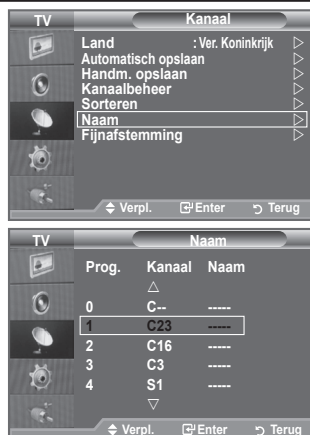 TV Kanaal
Land : Ver. Koninkrijk
Automatisch opslaan
Handm. opslaan
Kanaalbeheer
Sorteren
Naam
Fijnafstemming
Verpl. Enter Terug
TV Naam
Prog. Kanaal Naam
0 C-- -----
1 C23 -----
2 C16 -----
3 C3 -----
4 S1 -----
Verpl. Enter Terug